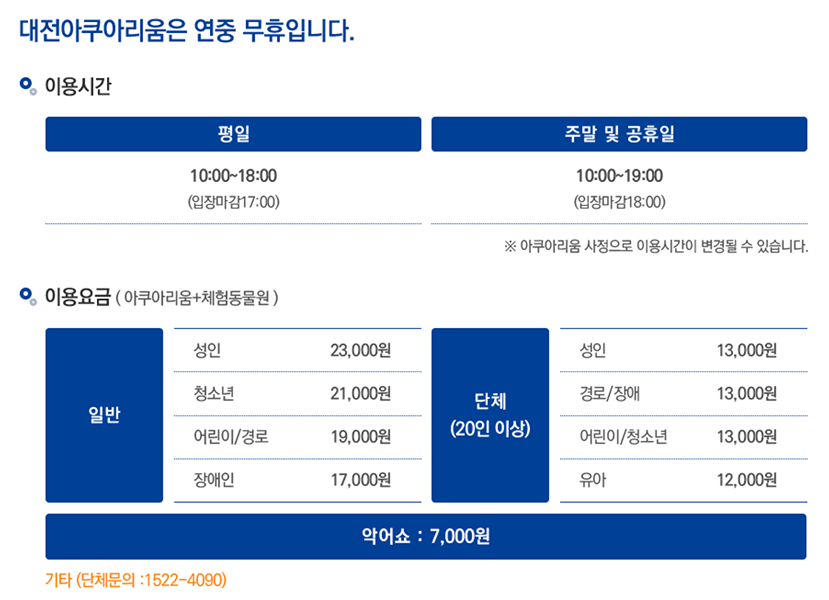 대전아쿠아리움은 연중 무휴입니다.
이용시간
평일
주말 및 공휴일
10:00~18:00
(입장마감17:00)
10:00~19:00
(입장마감18:00)
※ 아쿠아리움 사정으로 이용시간이 변경될 수 있습니다.
이용요금 ( 아쿠아리움+체험동물원 )
일반
성인 23,000원
청소년 21,000원
어린이/경로 19,000원
장애인 17,000원
단체
(20인 이상)
성인 13,000원
경로/장애 13,000원
어린이/청소년 13,000원
유아 12,000원
악어쇼 : 7,000원
기타 (단체문의 :1522-4090)